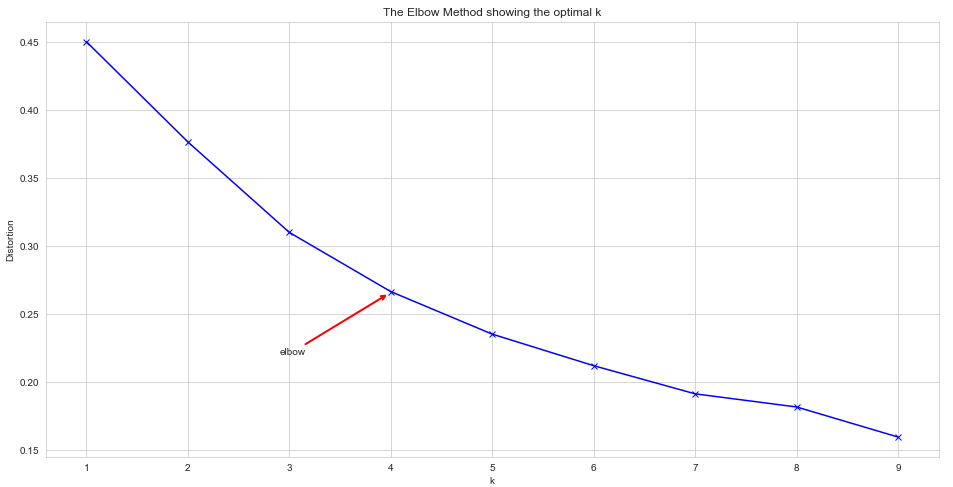 The Elbow Method showing the optimal k
0.45
0.40
0.35
0.30
0.25
0.20
0.15
Distortion
elbow
1 2 3 4 5 6 7 8 9
k